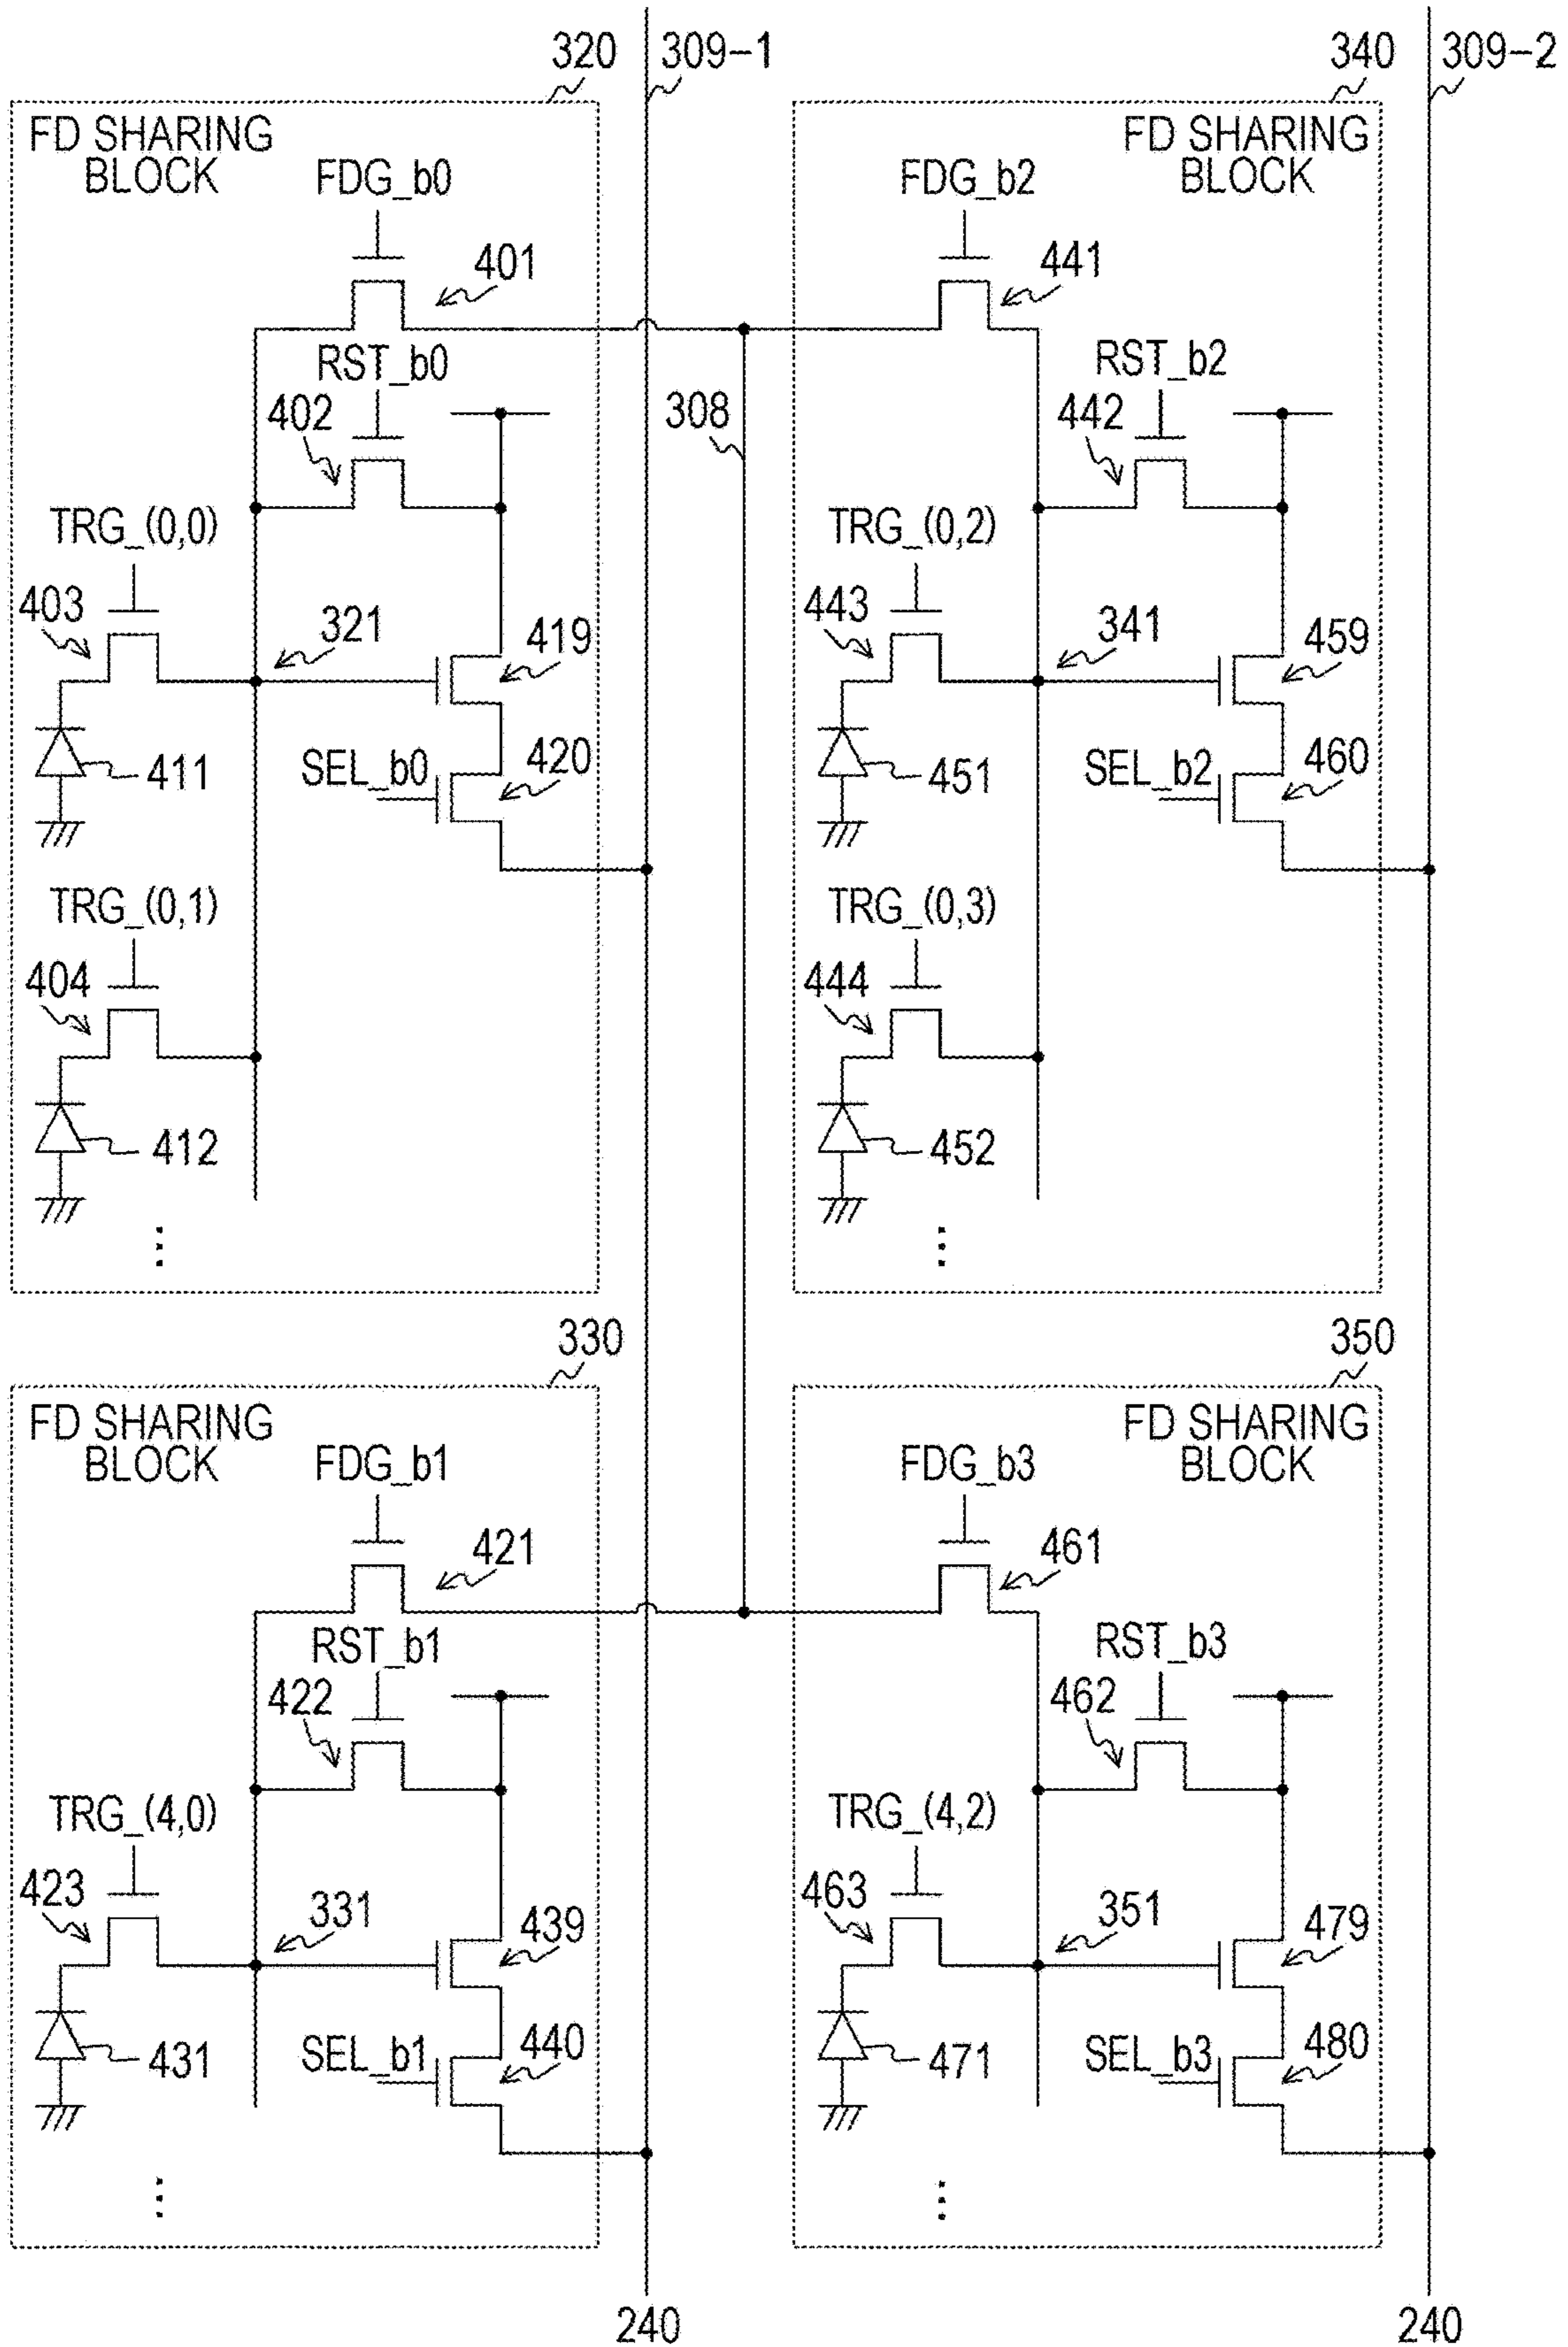 320
309-1
340
309-2
FD SHARING
BLOCK
FD SHARING
BLOCK
FDG_b0
FDG_b2
401
441
RST_b0
RST_b2
402
308
442
TRG_(0,0)
TRG_(0,2)
403
321
419
443
341
459
411
SEL_b0
420
451
SEL_b2
460
TRG_(0,1)
TRG_(0,3)
404
444
412
452
...
...
330
350
FD SHARING
BLOCK
FD SHARING
BLOCK
FDG_b1
FDG_b3
421
461
RST_b1
RST_b3
422
462
TRG_(4,0)
TRG_(4,2)
423
331
439
463
351
479
431
SEL_b1
440
471
SEL_b3
480
...
...
240
240